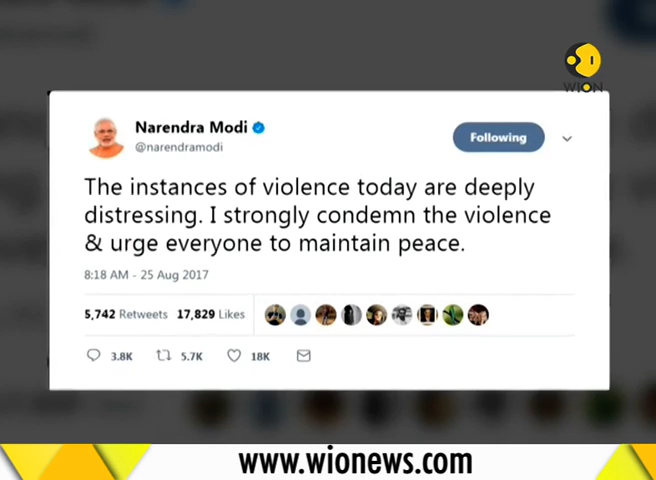 WION
Narendra Modi
@narendramodi
Following
The instances of violence today are deeply
distressing. I strongly condemn the violence
& urge everyone to maintain peace.
8:18 AM - 25 Aug 2017
5,742 Retweets 17,829 Likes
3.8K 5.7K 18K
www.wionews.com